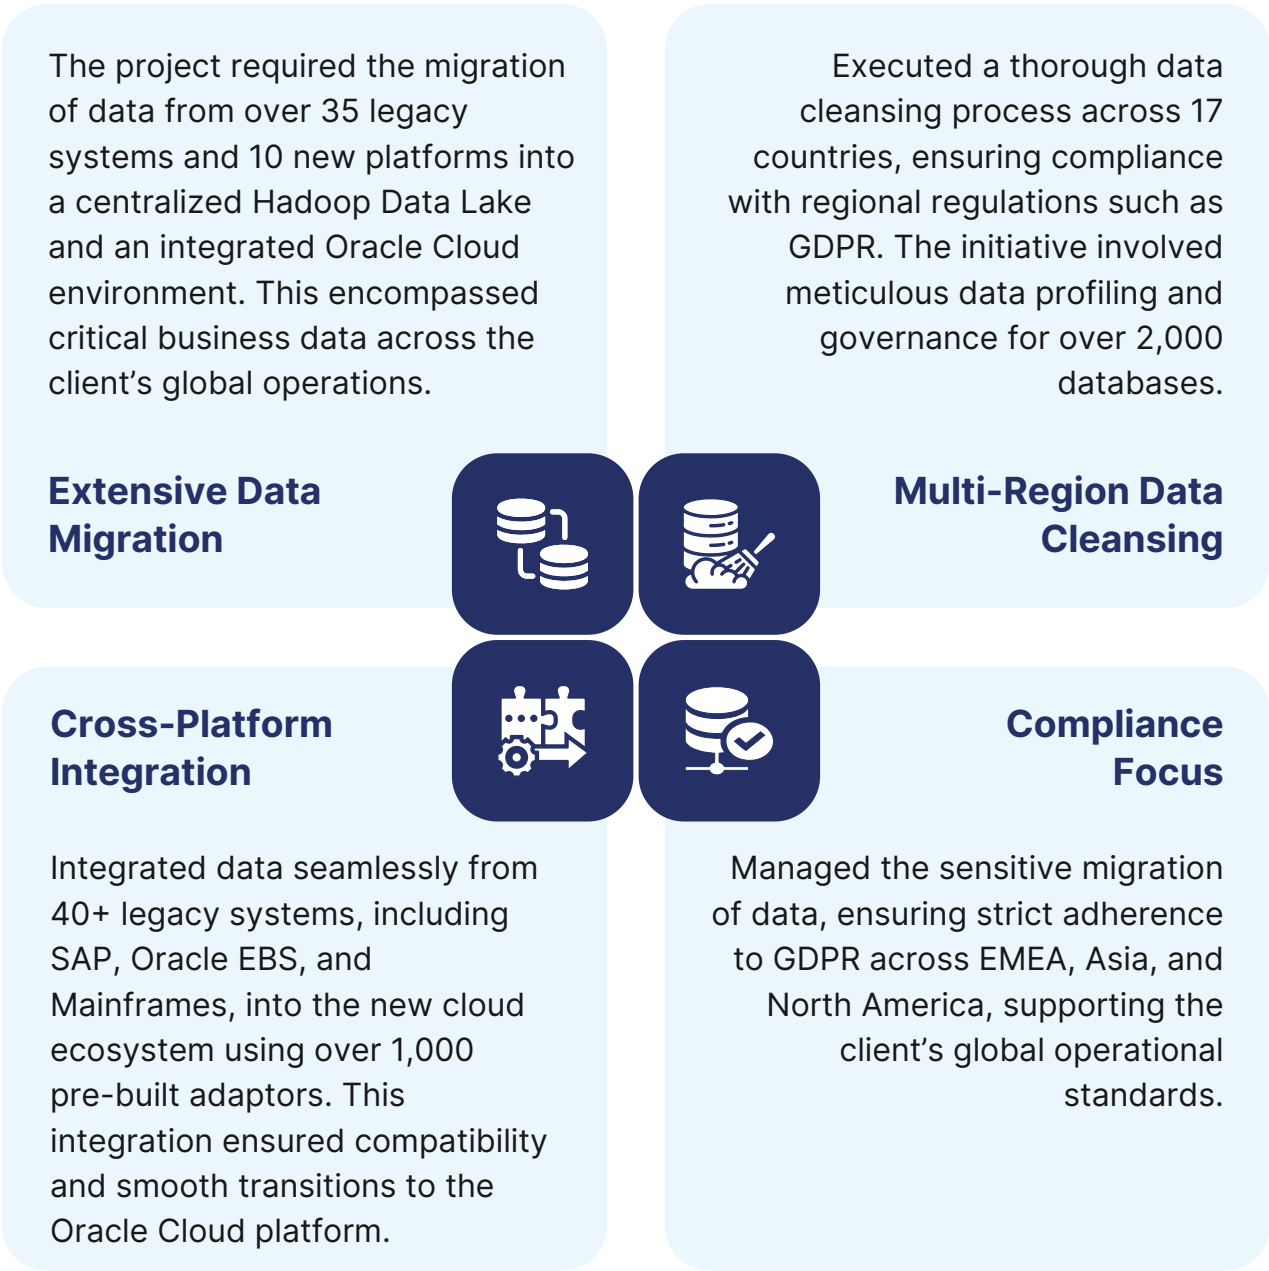 The project required the migration
of data from over 35 legacy
systems and 10 new platforms into
a centralized Hadoop Data Lake
and an integrated Oracle Cloud
environment. This encompassed
critical business data across the
client’s global operations.
Extensive Data
Migration
Executed a thorough data
cleansing process across 17
countries, ensuring compliance
with regional regulations such as
GDPR. The initiative involved
meticulous data profiling and
governance for over 2,000
databases.
Multi-Region Data
Cleansing
Cross-Platform
Integration
Integrated data seamlessly from
40+ legacy systems, including
SAP, Oracle EBS, and
Mainframes, into the new cloud
ecosystem using over 1,000
pre-built adaptors. This
integration ensured compatibility
and smooth transitions to the
Oracle Cloud platform.
Compliance
Focus
Managed the sensitive migration
of data, ensuring strict adherence
to GDPR across EMEA, Asia, and
North America, supporting the
client’s global operational
standards.